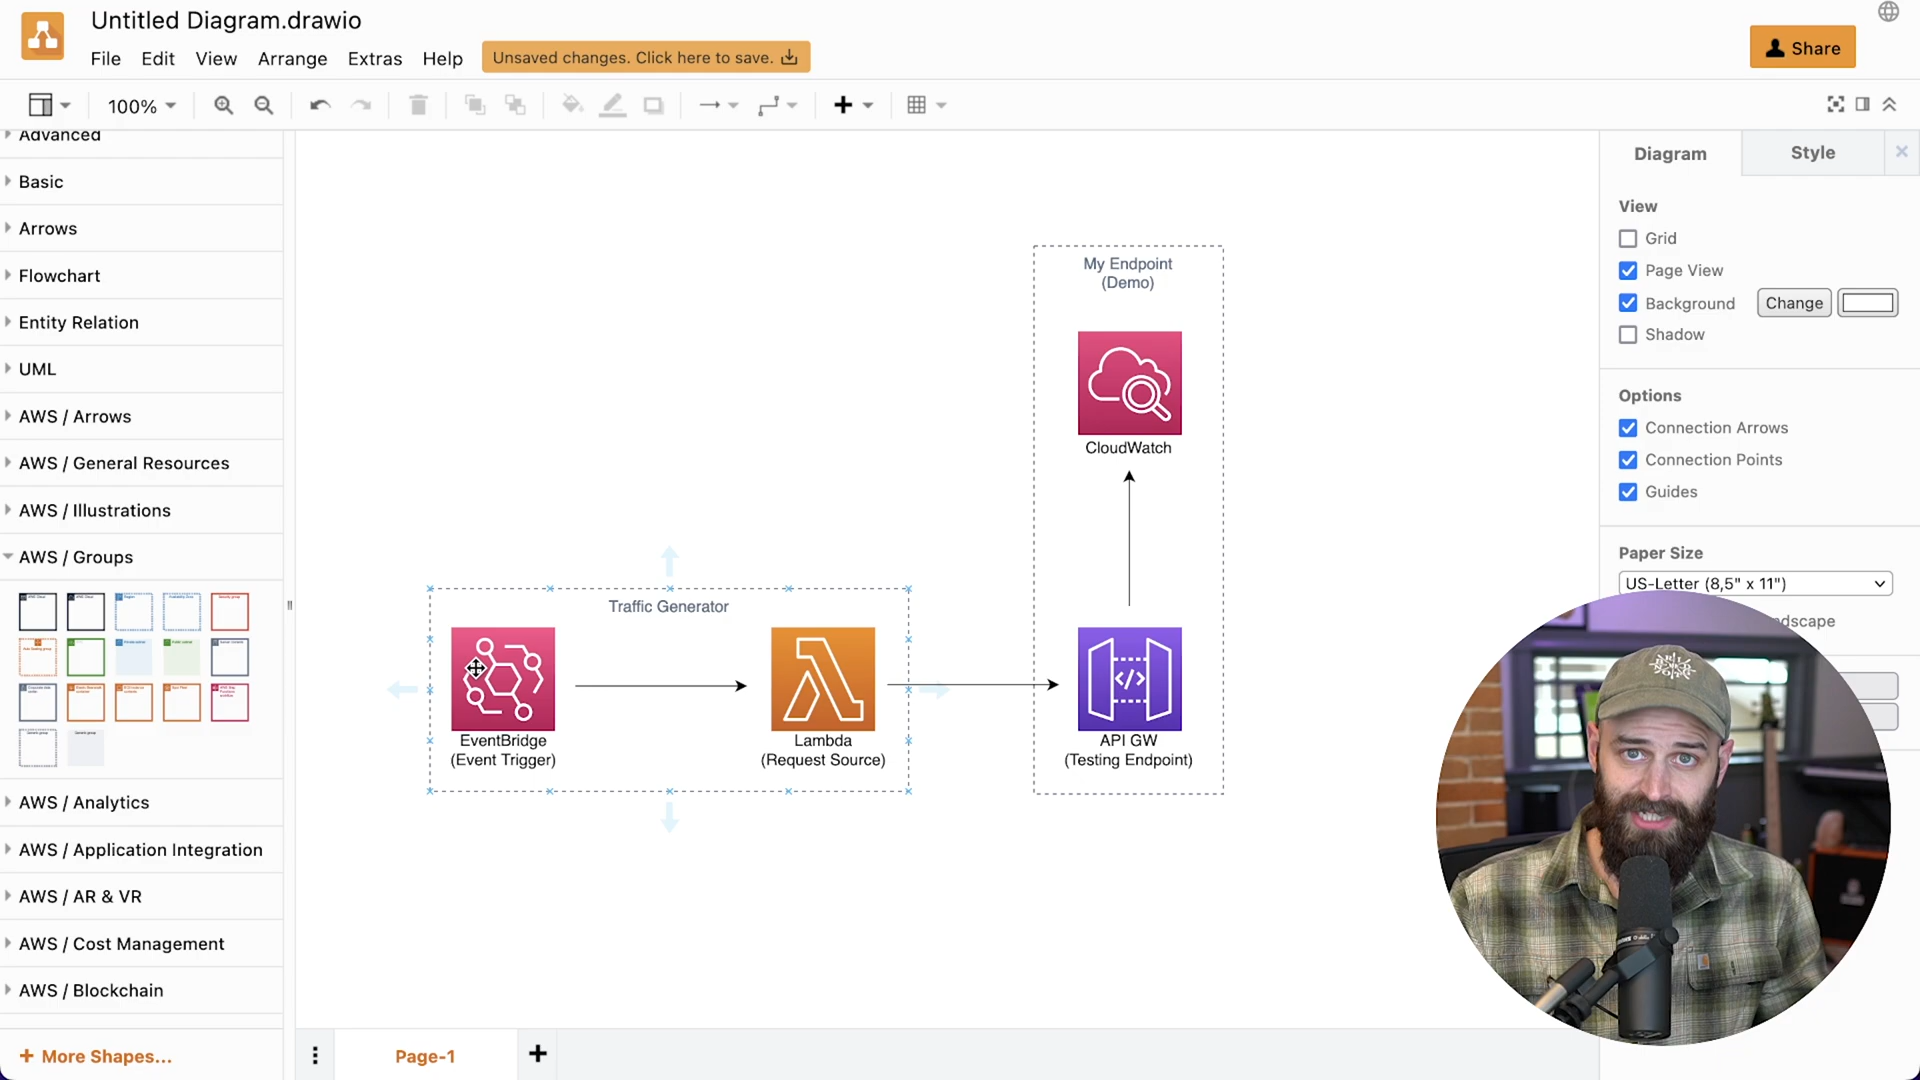 Untitled Diagram.drawio
File Edit View Arrange Extras Help
Unsaved changes. Click here to save.
Share
100%
Advanced
Basic
Arrows
Flowchart
Entity Relation
UML
AWS / Arrows
AWS / General Resources
AWS / Illustrations
AWS / Groups
AWS / Analytics
AWS / Application Integration
AWS / AR & VR
AWS / Cost Management
AWS / Blockchain
+ More Shapes...
My Endpoint
(Demo)
CloudWatch
Traffic Generator
EventBridge
(Event Trigger)
Lambda
(Request Source)
</>
API GW
(Testing Endpoint)
Page-1
Diagram
Style
View
Grid
Page View
Background
Change
Shadow
Options
Connection Arrows
Connection Points
Guides
Paper Size
US-Letter (8,5" x 11")
dscape